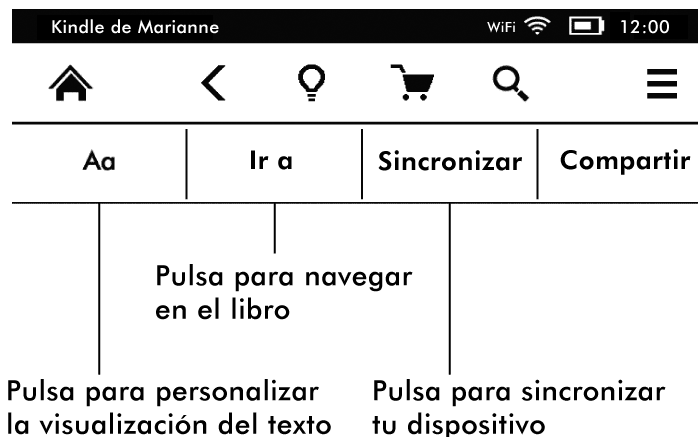 Kindle de Marianne WiFi 12:00
Aa Ir a Sincronizar Compartir
Pulsa para navegar
en el libro
Pulsa para personalizar
la visualización del texto
Pulsa para sincronizar
tu dispositivo